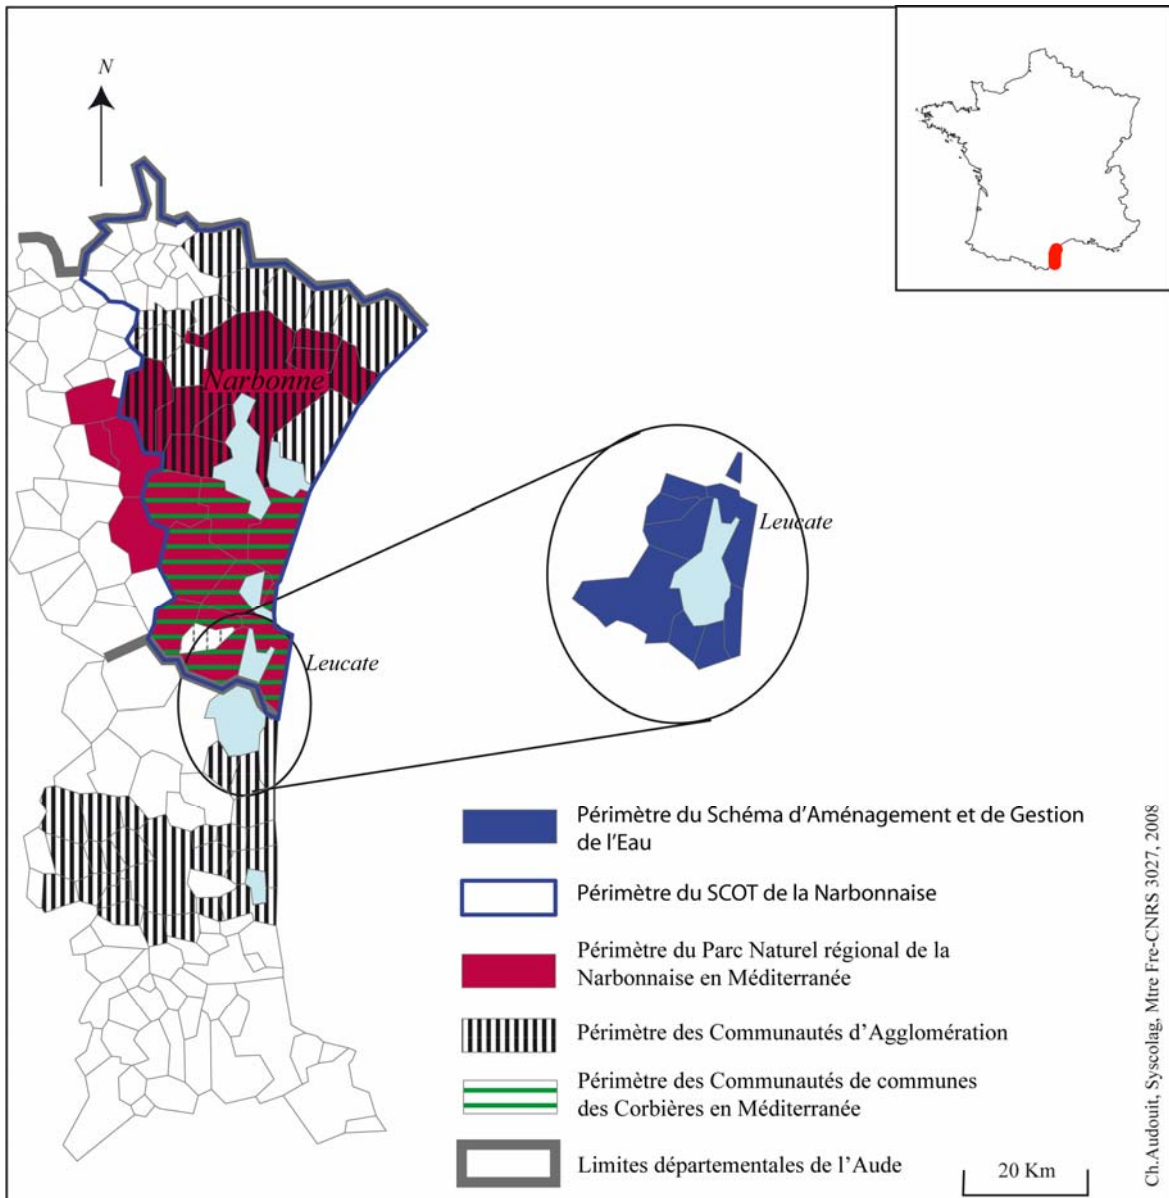 N
Narbonne
Leucate
Leucate
Périmètre du Schéma d'Aménagement et de Gestion
de l'Eau
Périmètre du SCOT de la Narbonnaise
Périmètre du Parc Naturel régional de la
Narbonnaise en Méditerranée
Périmètre des Communautés d'Agglomération
Périmètre des Communautés de communes
des Corbières en Méditerranée
Limites départementales de l'Aude
20 Km
Ch.Audouit, Syscolag, Mtre Fre-CNRS 3027, 2008